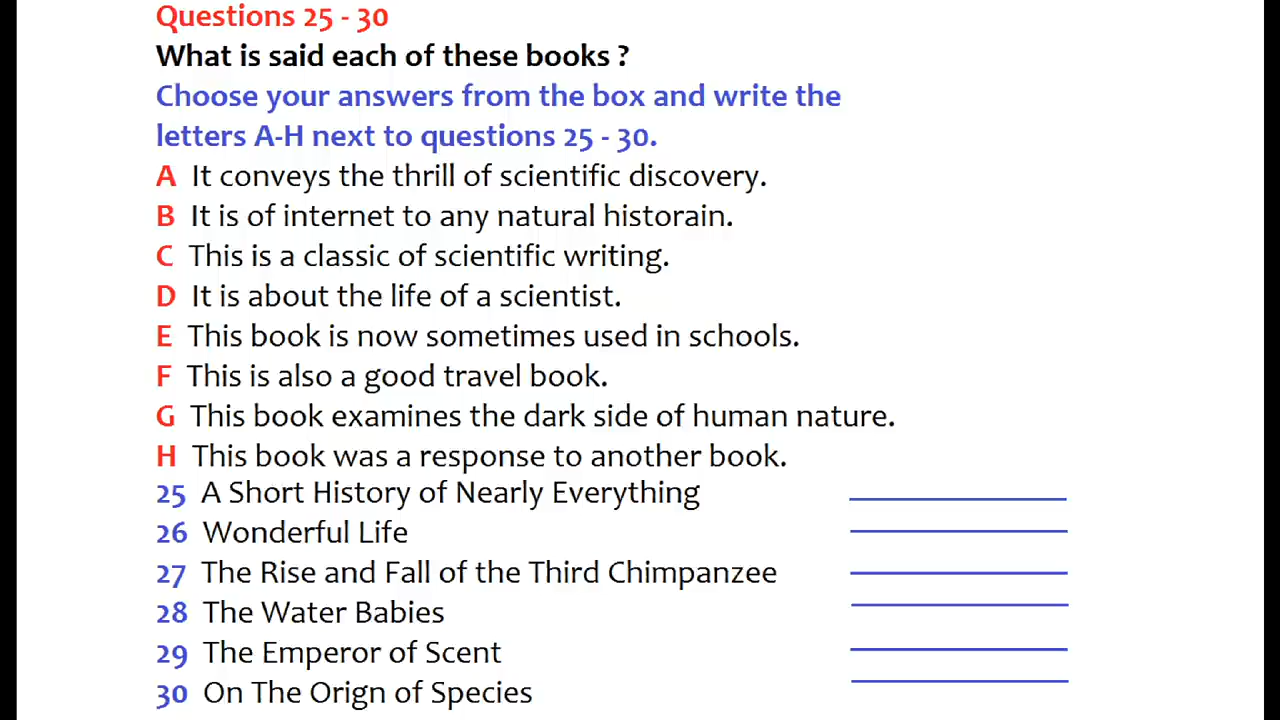 Questions 25 - 30
What is said each of these books ?
Choose your answers from the box and write the
letters A-H next to questions 25 - 30.
A It conveys the thrill of scientific discovery.
B It is of internet to any natural historain.
C This is a classic of scientific writing.
D It is about the life of a scientist.
E This book is now sometimes used in schools.
F This is also a good travel book.
G This book examines the dark side of human nature.
H This book was a response to another book.
25 A Short History of Nearly Everything
26 Wonderful Life
27 The Rise and Fall of the Third Chimpanzee
28 The Water Babies
29 The Emperor of Scent
30 On The Orign of Species